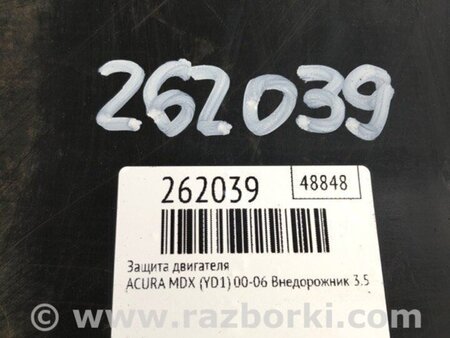 262039
262039 48848
Защита двигателя
ACURA MDX (YD1) 00-06 Внедорожник 3.5
www.razborki.com